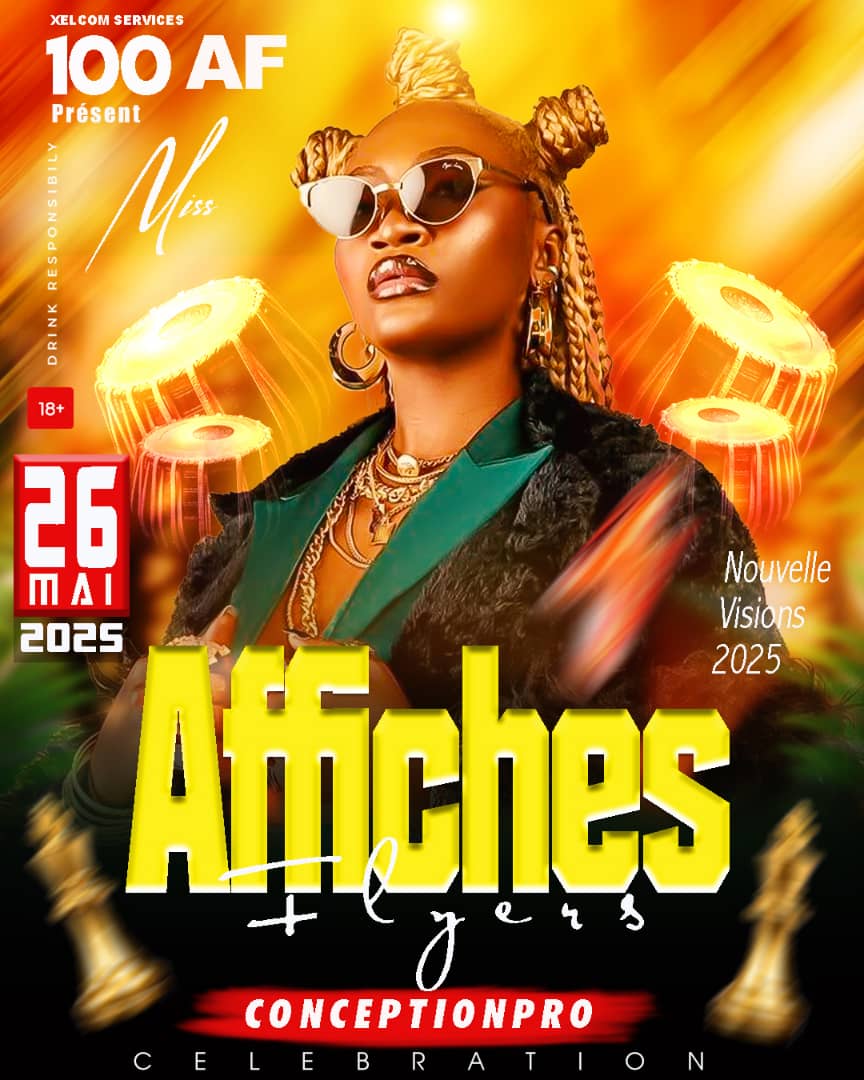 XELCOM SERVICES
100 AF
Présent
Miss
DRINK RESPONSIBILY
18+
26
MAI
2025
Nouvelle
Visions
2025
Affiches
Flyers
CONCEPTIONPRO
CELEBRATION